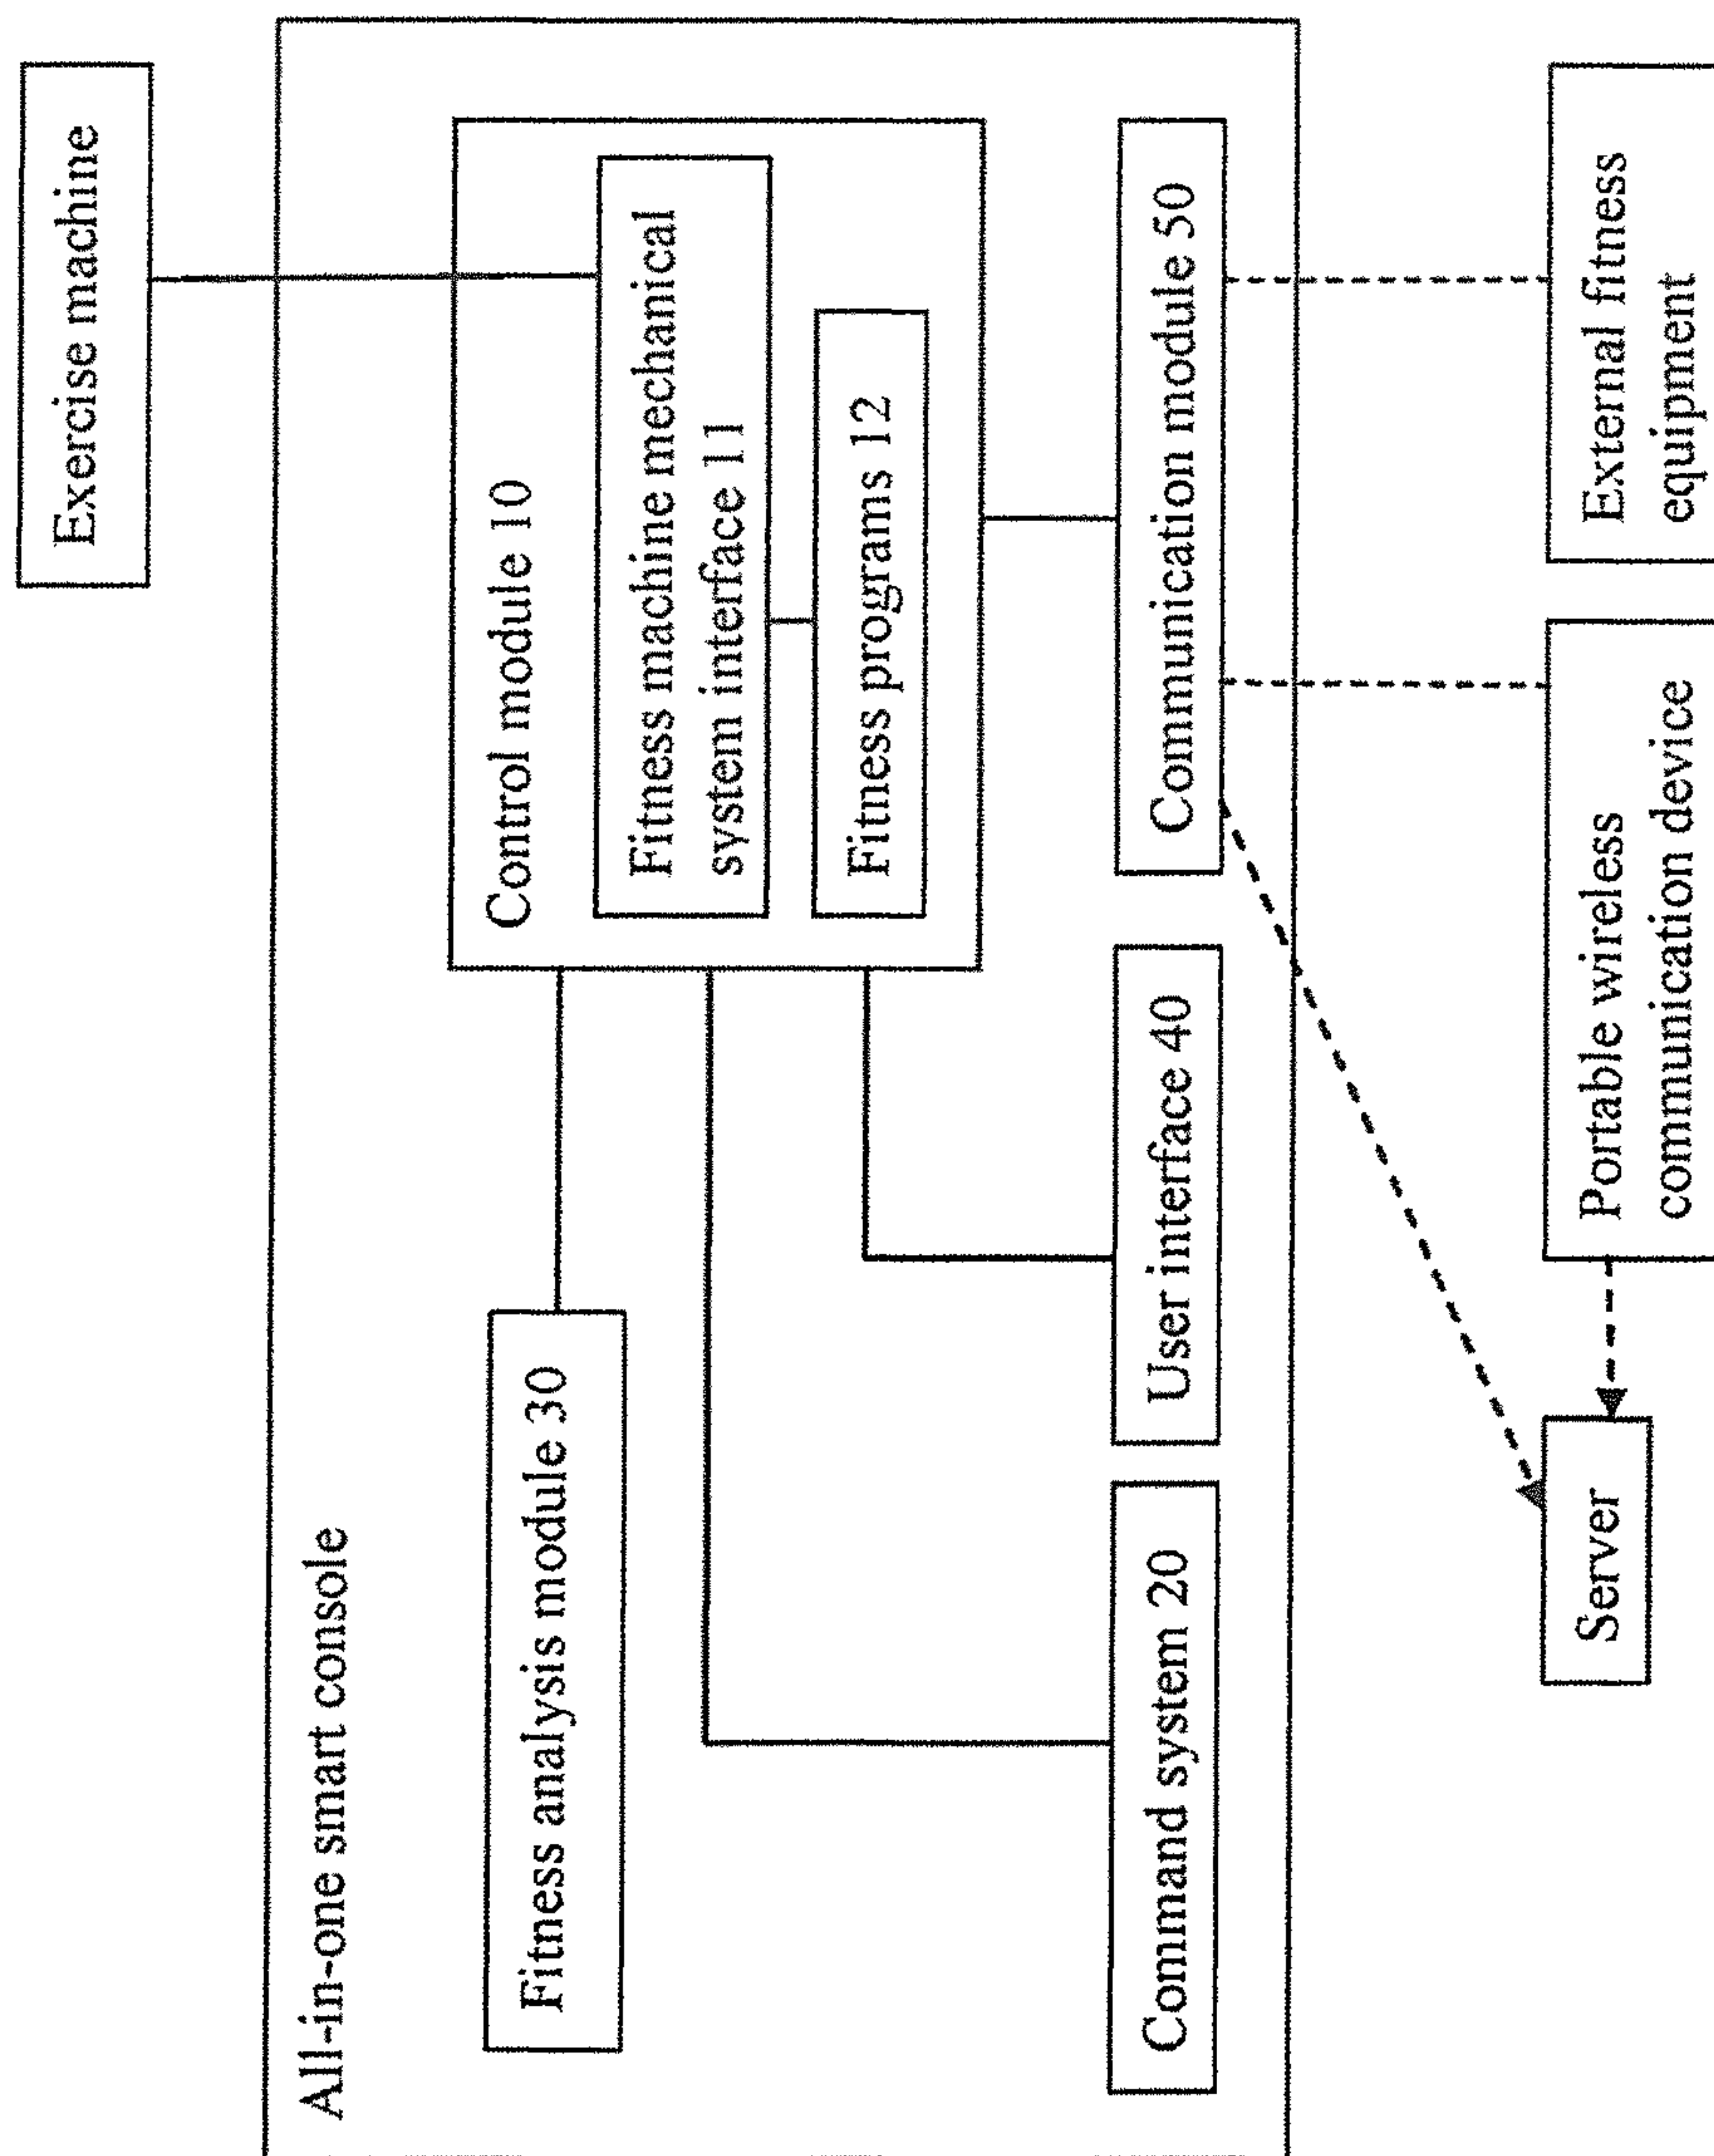 Exercise machine
All-in-one smart console
Control module 10
Fitness machine mechanical
system interface 11
Fitness analysis module 30
Fitness programs 12
Command system 20
User interface 40
Communication module 50
Server
Portable wireless
communication device
External fitness
equipment